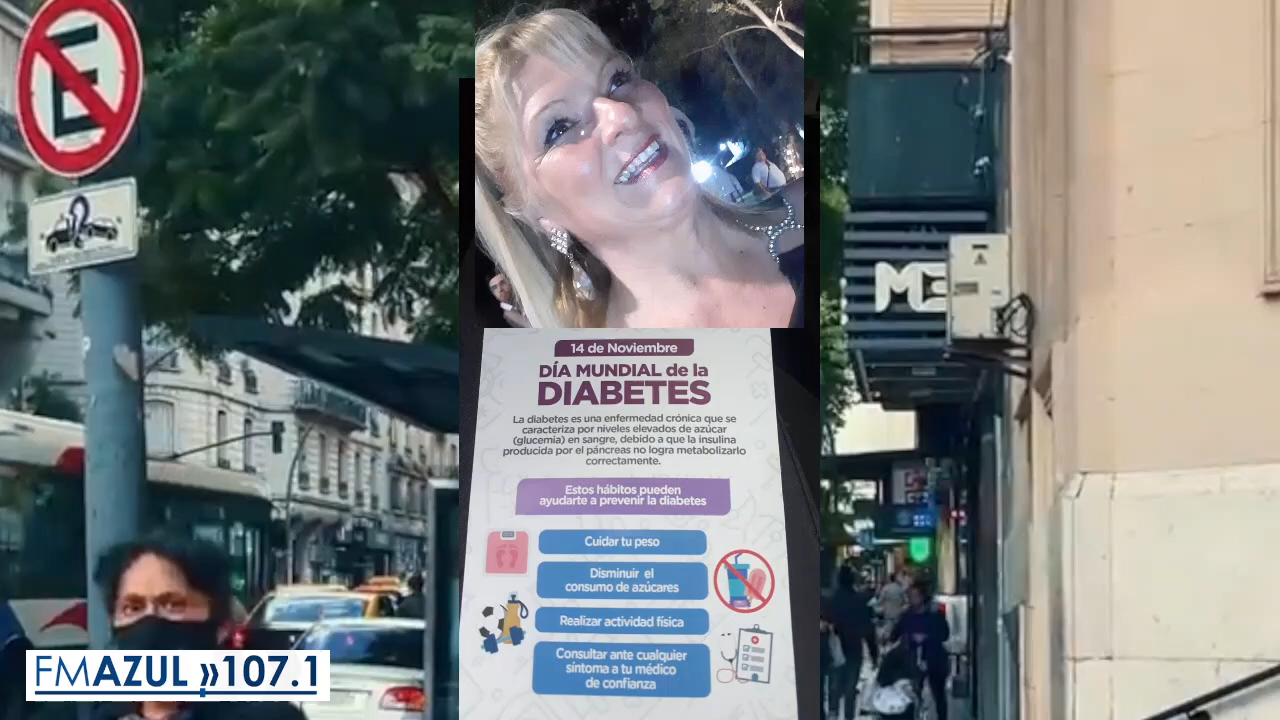 E
14 de Noviembre
DÍA MUNDIAL de la
DIABETES
La diabetes es una enfermedad crónica que se
caracteriza por niveles elevados de azúcar
(glucemia) en sangre, debido a que la insulina
producida por el páncreas no logra metabolizarlo
correctamente.
Estos hábitos pueden
ayudarte a prevenir la diabetes
Cuidar tu peso
Disminuir el
consumo de azúcares
Realizar actividad física
Consultar ante cualquier
síntoma a tu médico
de confianza
FMAZUL»107.1